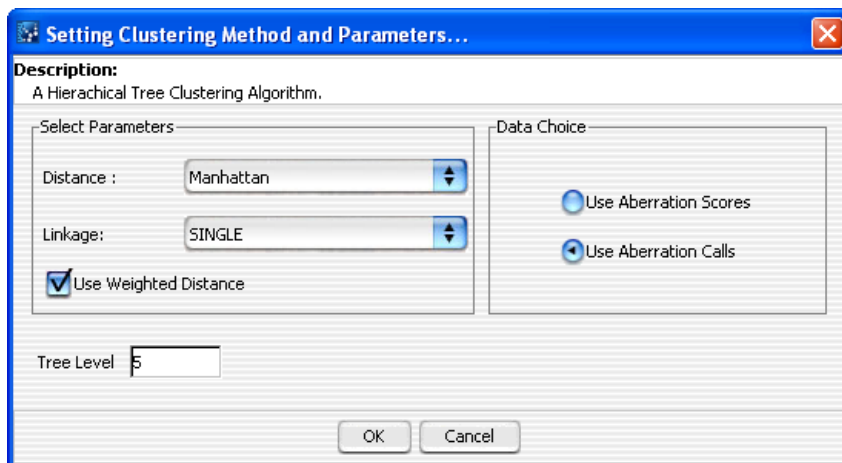 Setting Clustering Method and Parameters...
Description:
A Hierachical Tree Clustering Algorithm.
Select Parameters
Distance :
Manhattan
Linkage:
SINGLE
Use Weighted Distance
Data Choice
Use Aberration Scores
Use Aberration Calls
Tree Level
5
OK
Cancel